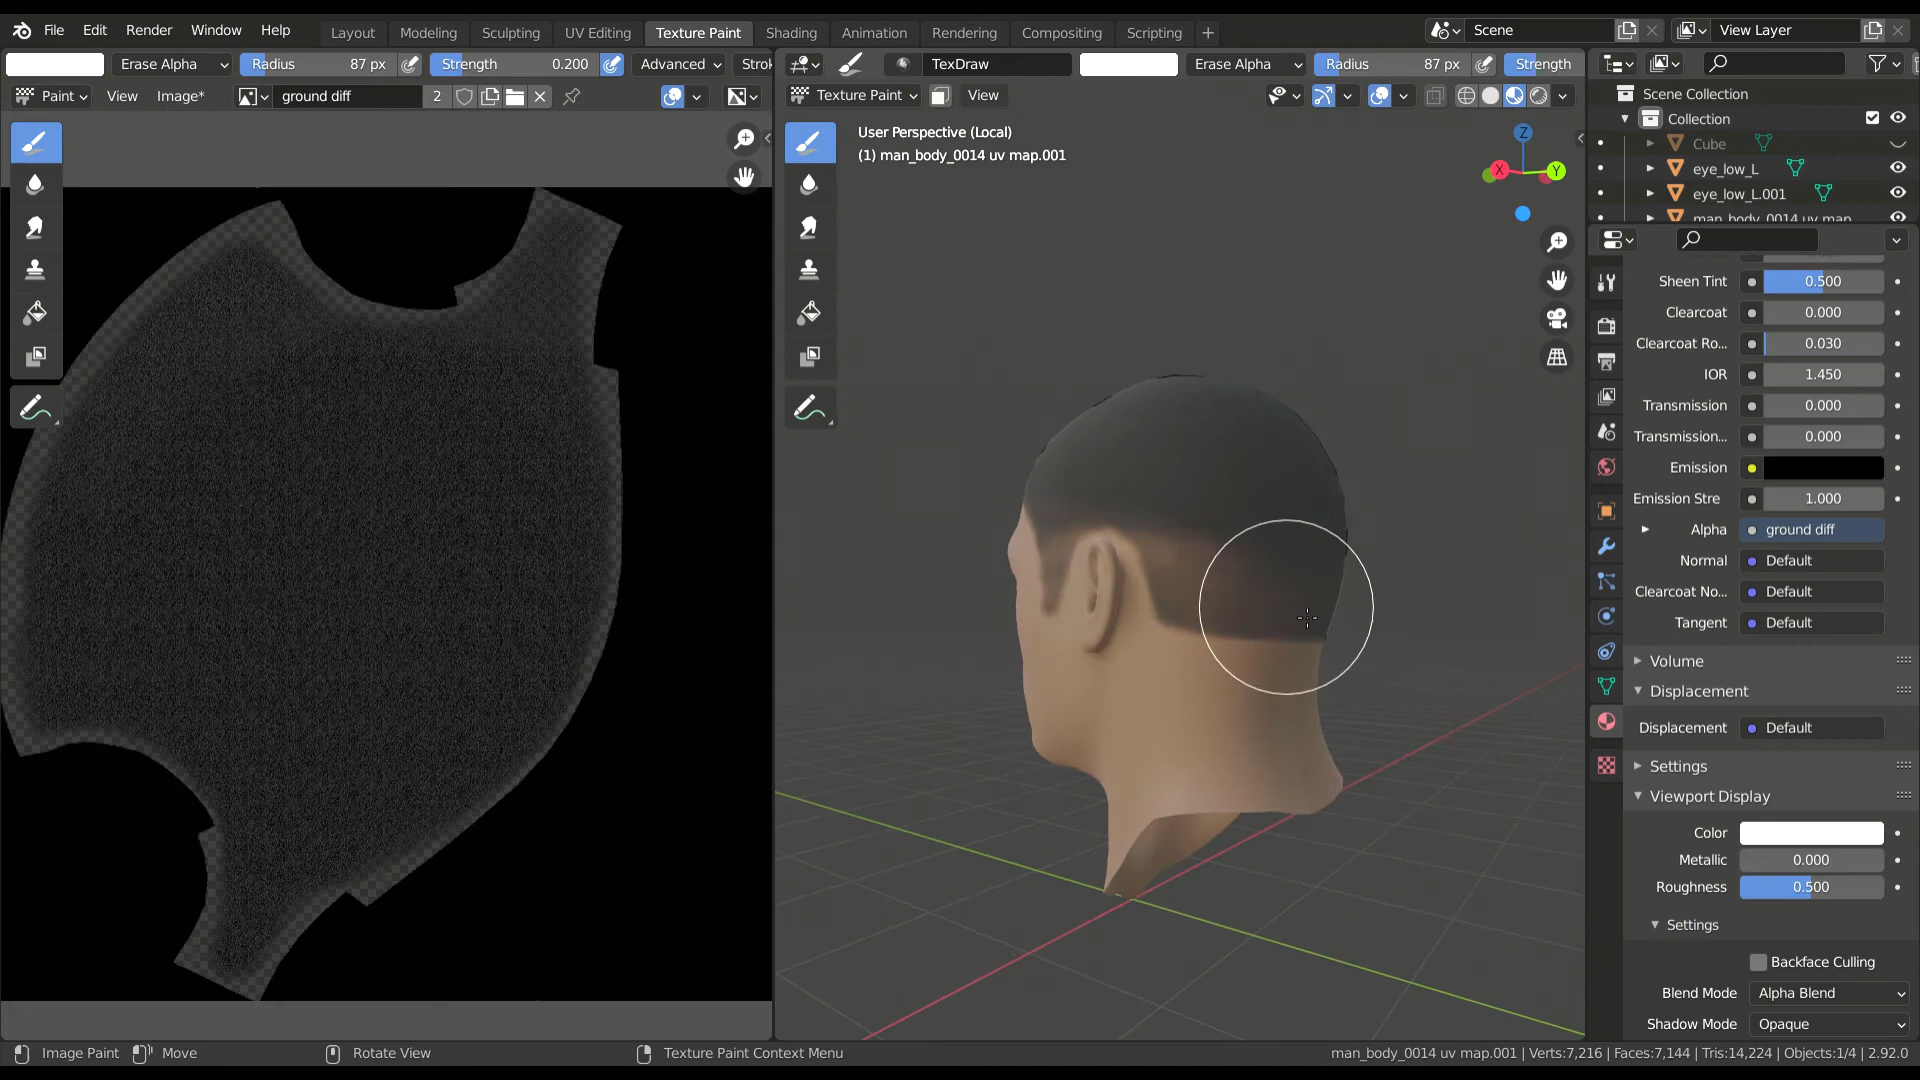 File Edit Render Window Help Layout Modeling Sculpting UV Editing Texture Paint Shading Animation Rendering Compositing Scripting + Scene View Layer
Erase Alpha Radius 87 px Strength 0.200 Advanced Strok
Paint View Image* ground diff 2
TexDraw Erase Alpha Radius 87 px Strength
Texture Paint View
User Perspective (Local)
(1) man_body_0014 uv map.001
Z
X
Y
Scene Collection
Collection
Cube
eye_low_L
eye_low_L.001
man_body_0014 uv map
Sheen Tint 0.500
Clearcoat 0.000
Clearcoat Ro... 0.030
IOR 1.450
Transmission 0.000
Transmission... 0.000
Emission
Emission Stre 1.000
Alpha ground diff
Normal Default
Clearcoat No... Default
Tangent Default
Volume
Displacement
Displacement Default
Settings
Viewport Display
Color
Metallic 0.000
Roughness 0.500
Settings
Backface Culling
Blend Mode Alpha Blend
Shadow Mode Opaque
Image Paint Move Rotate View Texture Paint Context Menu man_body_0014 uv map.001 | Verts:7,216 | Faces:7,144 | Tris:14,224 | Objects:1/4 | 2.92.0